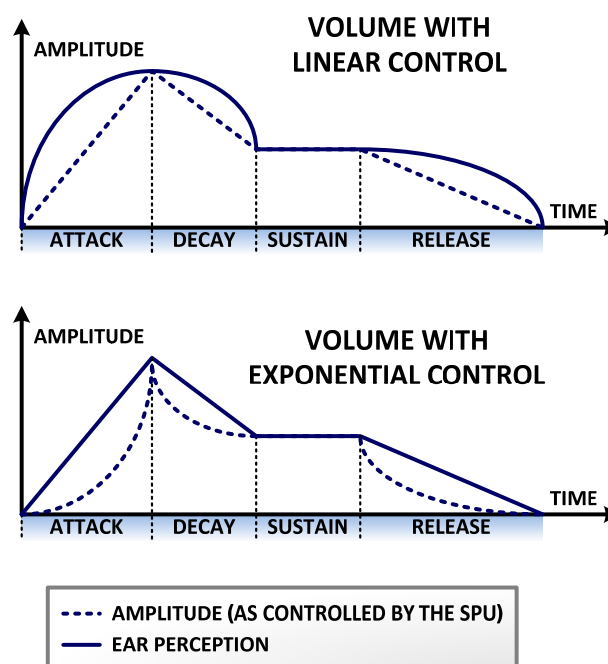 VOLUME WITH
LINEAR CONTROL
AMPLITUDE
TIME
ATTACK DECAY SUSTAIN RELEASE
VOLUME WITH
EXPONENTIAL CONTROL
AMPLITUDE
TIME
ATTACK DECAY SUSTAIN RELEASE
AMPLITUDE (AS CONTROLLED BY THE SPU)
EAR PERCEPTION